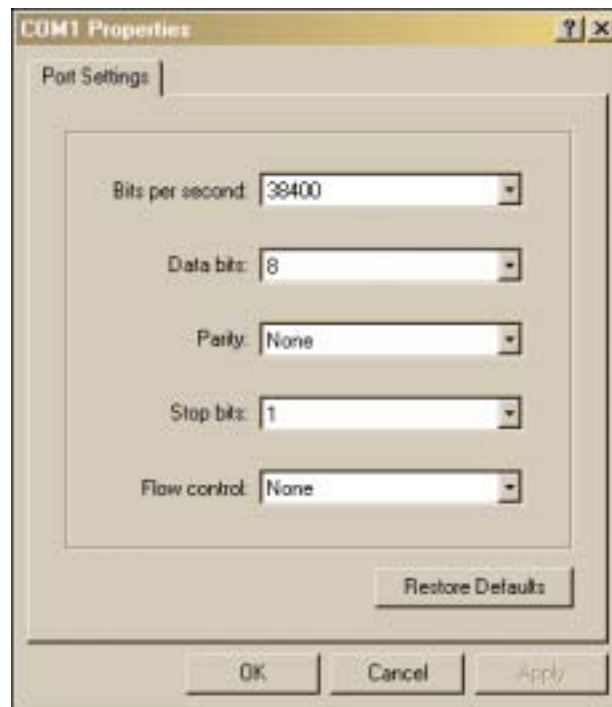 COM1 Properties
Port Settings
Bits per second: 38400
Data bits: 8
Parity: None
Stop bits: 1
Flow control: None
Restore Defaults
OK Cancel Apply